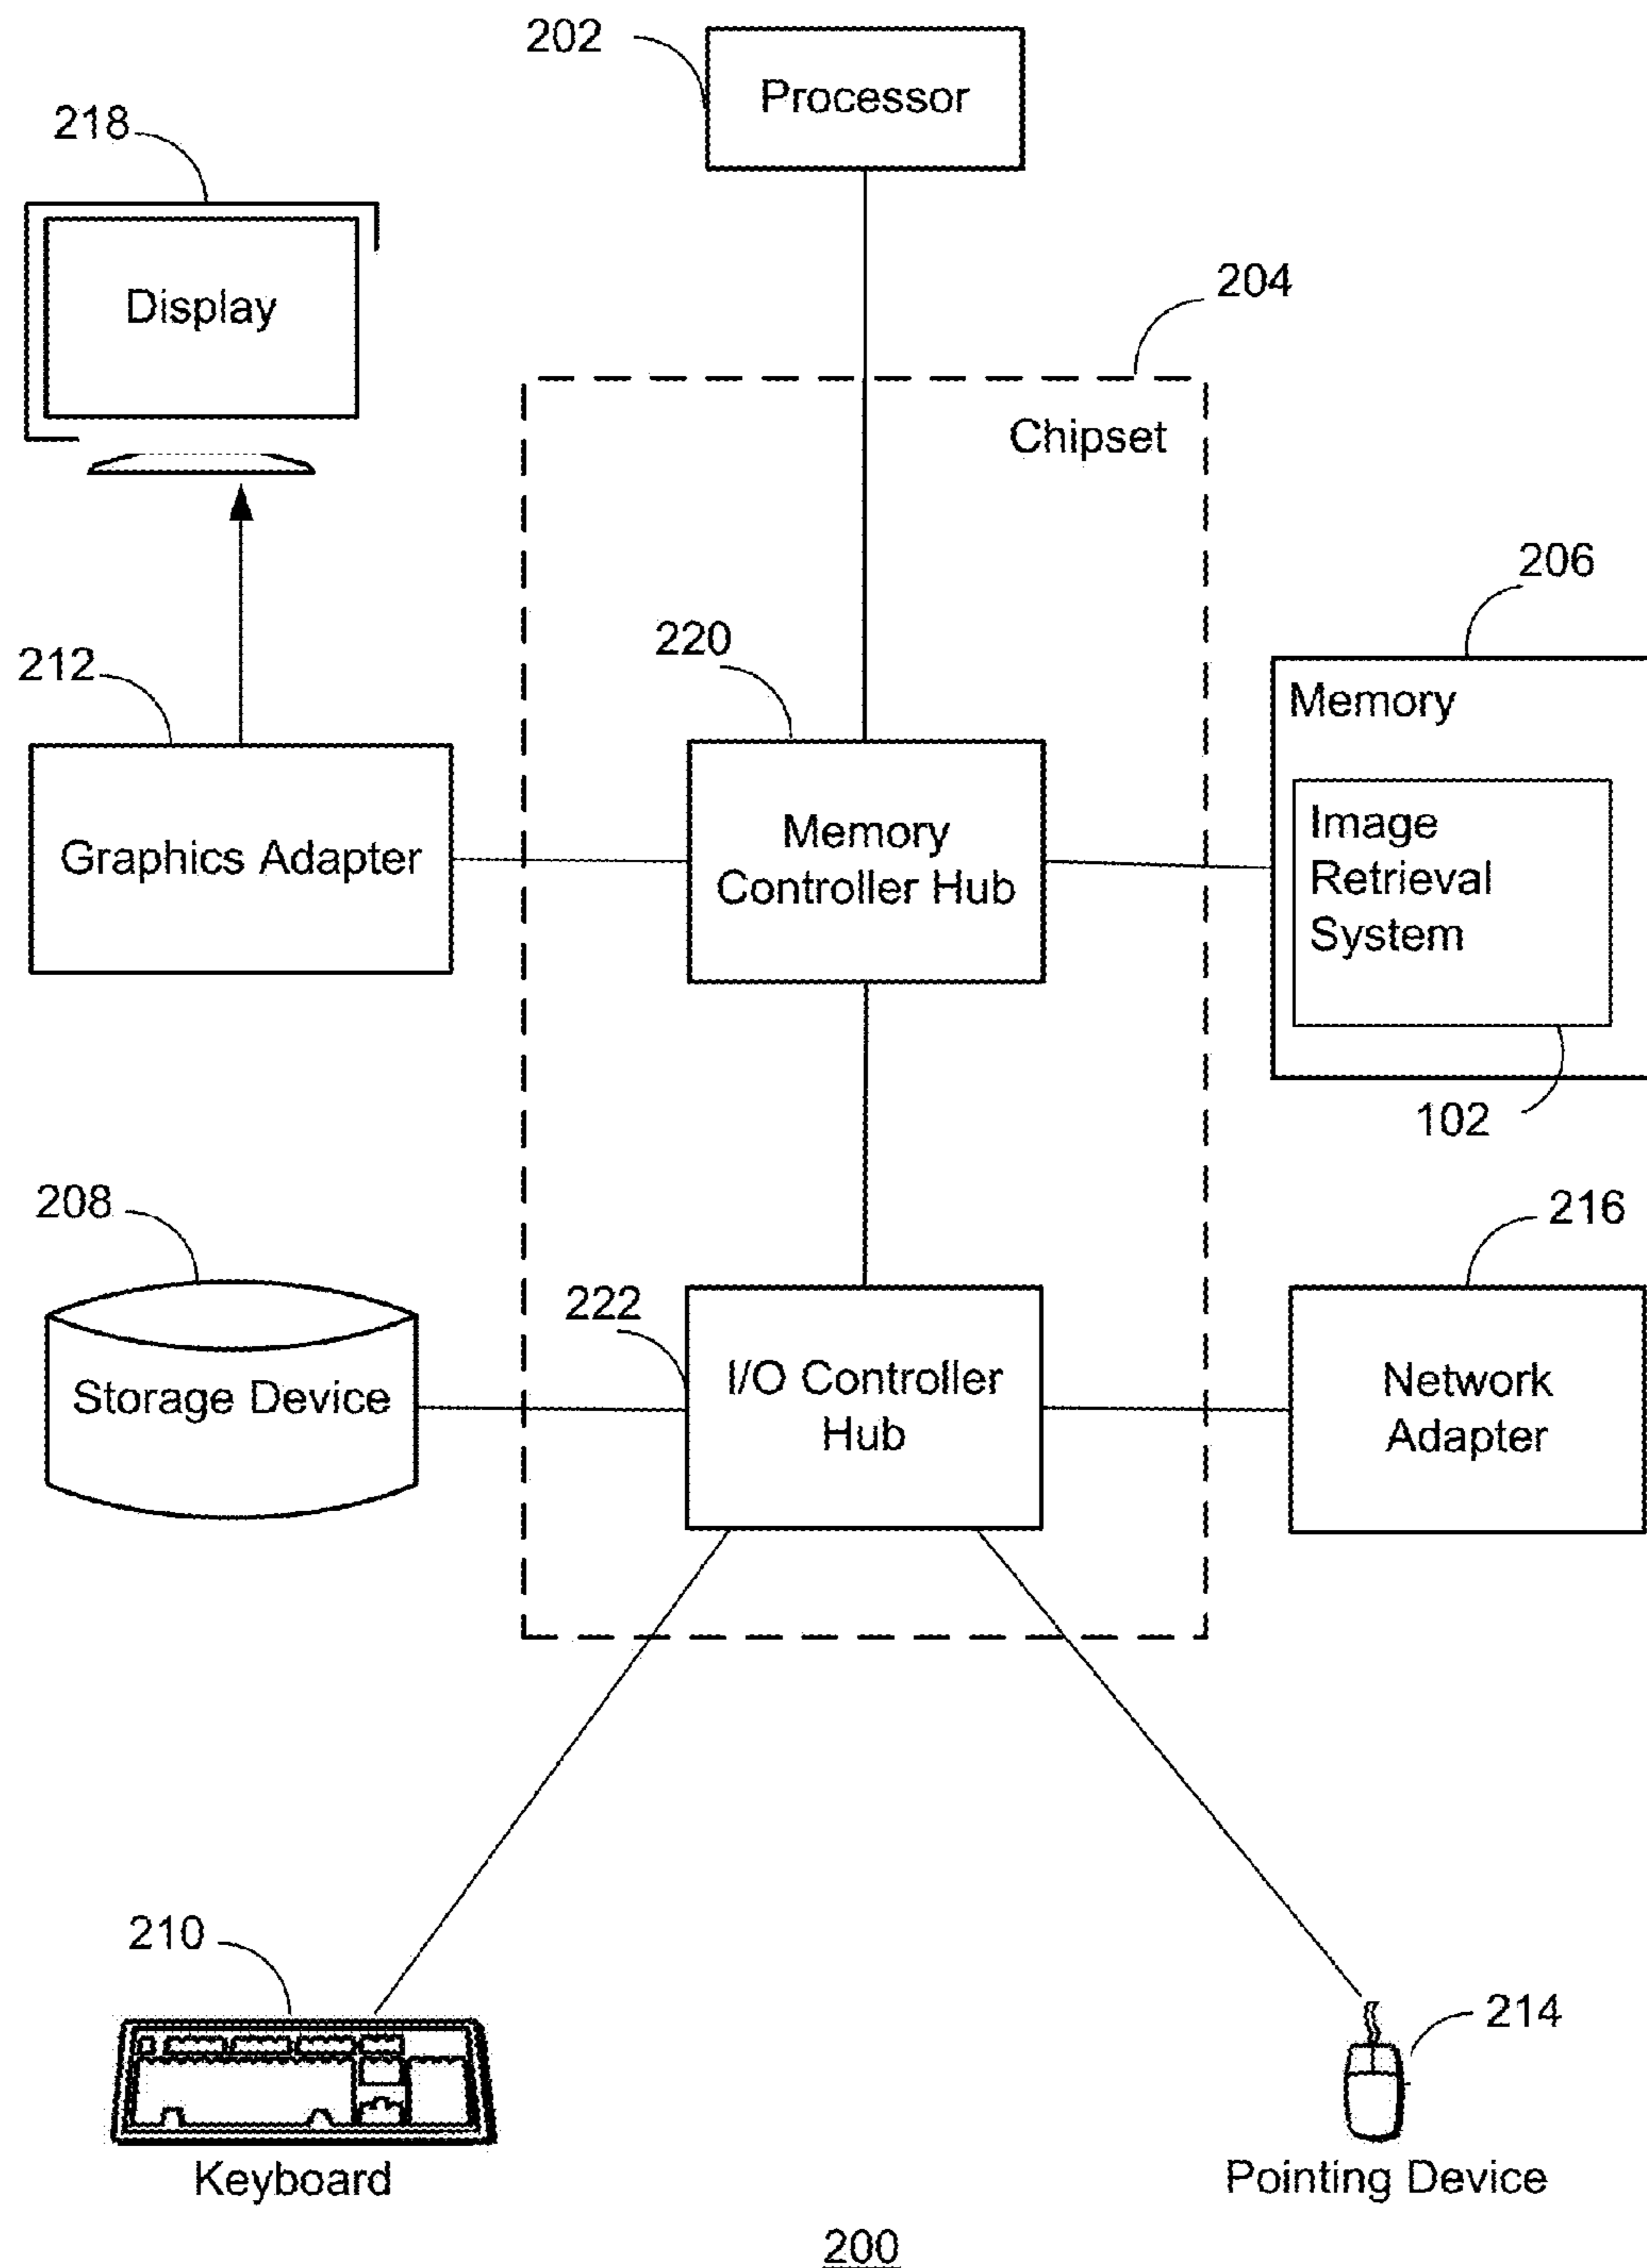 202
Processor
218
Display
204
Chipset
206
220
212
Memory
Graphics Adapter
Memory
Controller Hub
Image
Retrieval
System
102
208
216
222
Storage Device
I/O Controller
Hub
Network
Adapter
210
214
Keyboard
Pointing Device
200